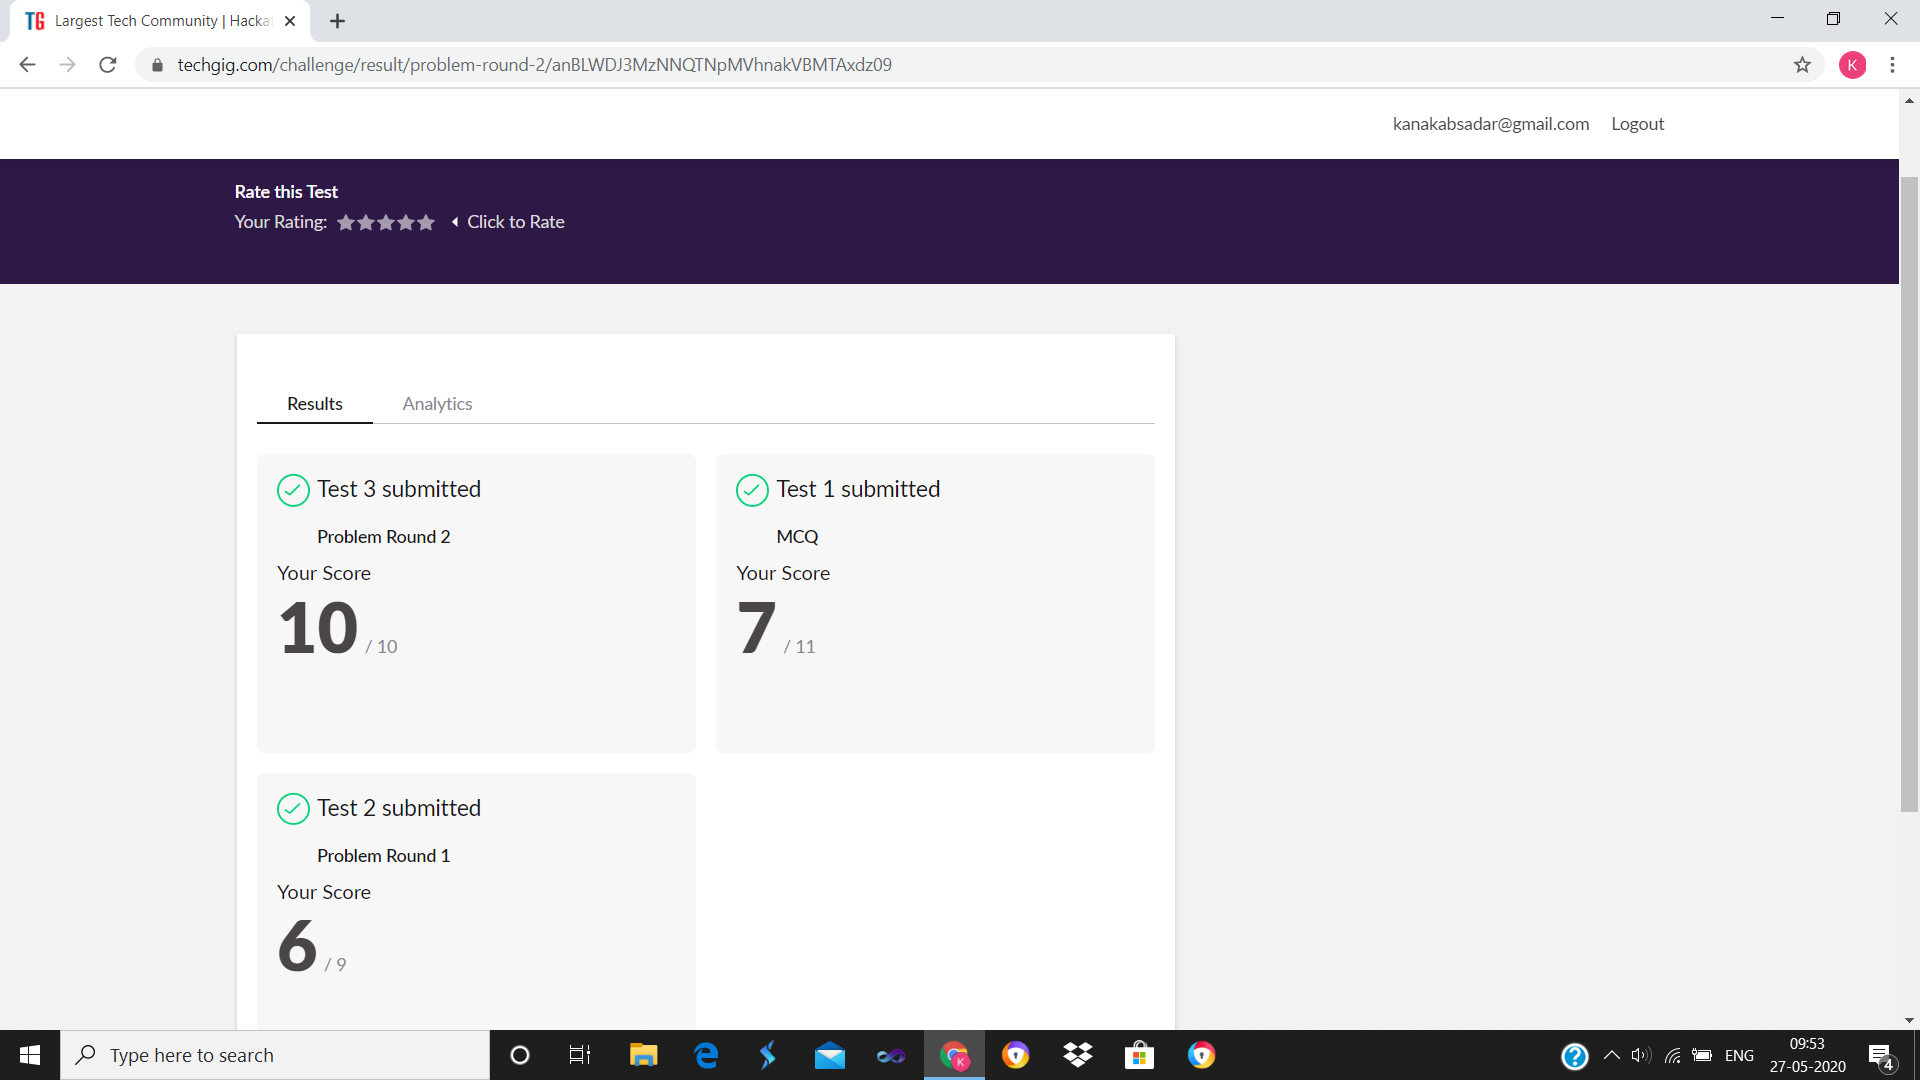 TG Largest Tech Community | Hacka
techgig.com/challenge/result/problem-round-2/anBLWDJ3MzNNQTNpMVhnakVBMTAxdz09
K
kanakabsadar@gmail.com Logout
Rate this Test
Your Rating: Click to Rate
Results Analytics
Test 3 submitted
Problem Round 2
Your Score
10 / 10
Test 1 submitted
MCQ
Your Score
7 / 11
Test 2 submitted
Problem Round 1
Your Score
6 / 9
Type here to search
K
ENG
09:53
27-05-2020
4